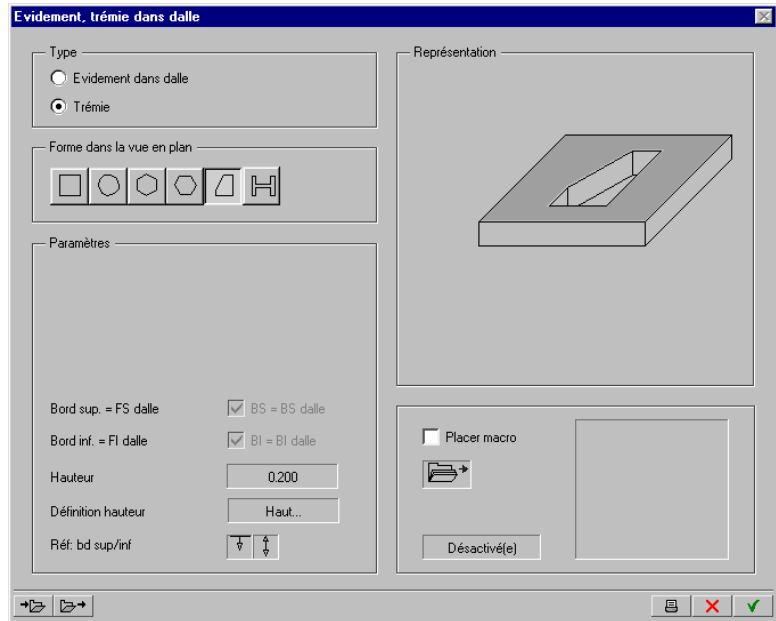 Evidement, trémie dans dalle
Type
Evidement dans dalle
Trémie
Forme dans la vue en plan
Paramètres
Bord sup. = FS dalle
BS = BS dalle
Bord inf. = FI dalle
BI = BI dalle
Hauteur
0.200
Définition hauteur
Haut...
Réf: bd sup/inf
Représentation
Placer macro
Désactivé(e)